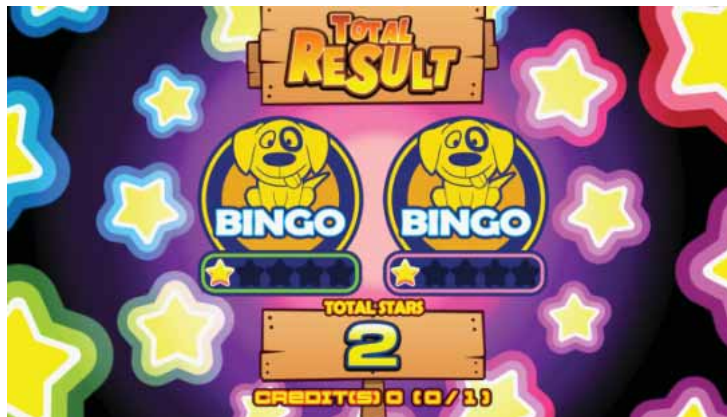 TOTAL
RESULT
BINGO
BINGO
TOTAL STARS
2
CREDIT(S) 0 (0/1)